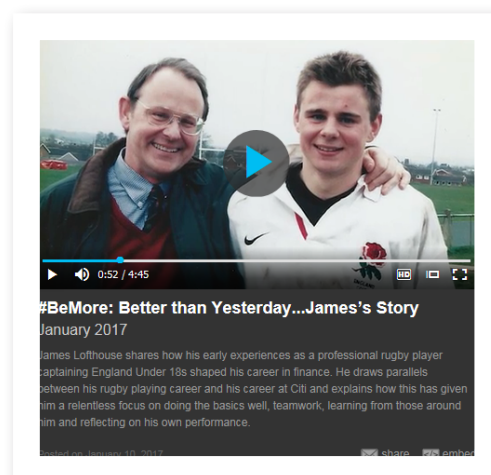 0:52 / 4:45
HD
ENGLAND
#BeMore: Better than Yesterday...James's Story
January 2017
James Lofthouse shares how his early experiences as a professional rugby player
captaining England Under 18s shaped his career in finance. He draws parallels
between his rugby playing career and his career at Citi and explains how this has given
him a relentless focus on doing the basics well, teamwork, learning from those around
him and reflecting on his own performance.
Posted on January 10, 2017
share
</> embed